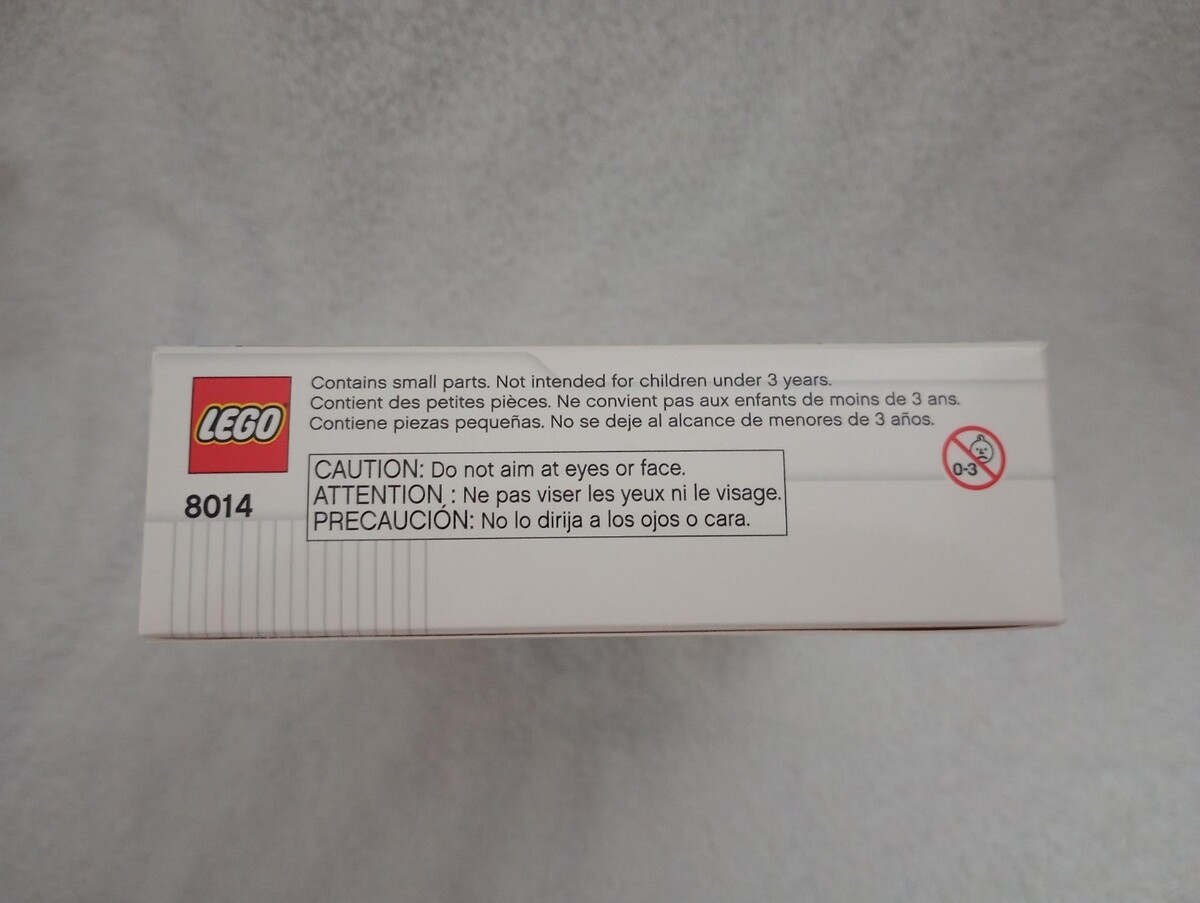 LEGO
8014
Contains small parts. Not intended for children under 3 years.
Contient des petites pièces. Ne convient pas aux enfants de moins de 3 ans.
Contiene piezas pequeñas. No se deje al alcance de menores de 3 años.
CAUTION: Do not aim at eyes or face.
ATTENTION : Ne pas viser les yeux ni le visage.
PRECAUCIÓN: No lo dirija a los ojos o cara.
0-3